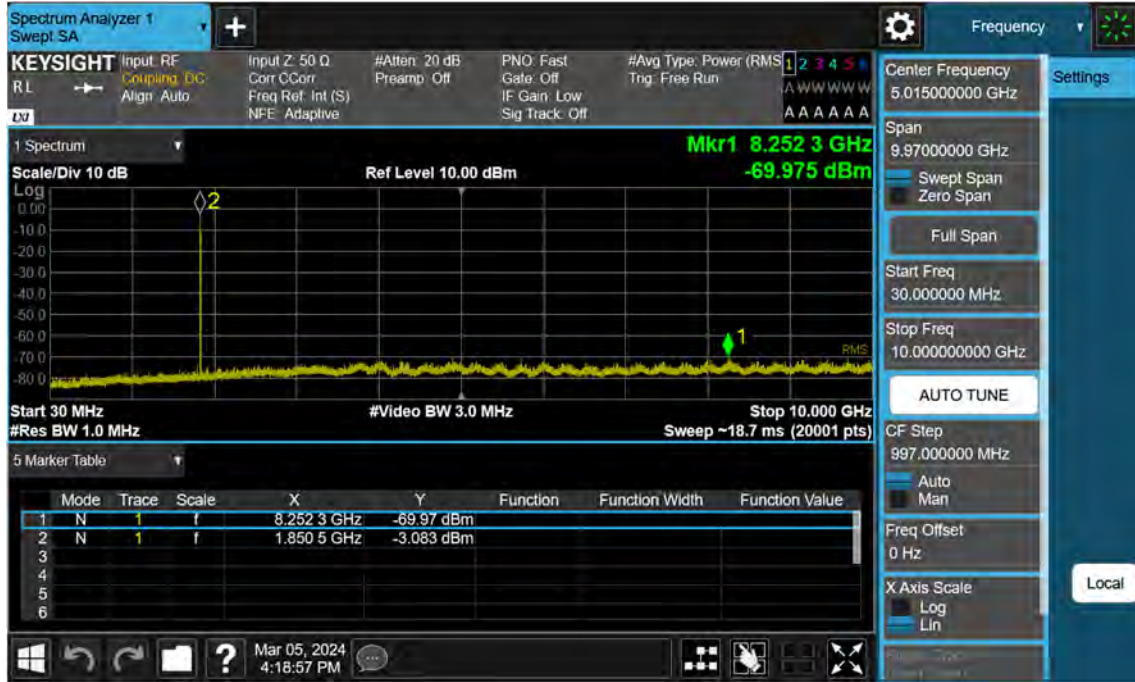 Spectrum Analyzer 1
Swept SA
+
Frequency
KEYSIGHT
RL
LXI
Input: RF
Coupling: DC
Align: Auto
Input Z: 50 Ω
Corr CCorr
Freq Ref: Int (S)
NFE: Adaptive
#Atten: 20 dB
Preamp: Off
PNO: Fast
Gate: Off
IF Gain: Low
Sig Track: Off
#Avg Type: Power (RMS
Trig: Free Run
1 2 3 4 5 6
A W W W W W
A A A A A A
1 Spectrum
Scale/Div 10 dB
Ref Level 10.00 dBm
Mkr1 8.252 3 GHz
-69.975 dBm
Log
0.00
-10.0
-20.0
-30.0
-40.0
-50.0
-60.0
-70.0
-80.0
2
1
RMS
Start 30 MHz
#Video BW 3.0 MHz
Stop 10.000 GHz
#Res BW 1.0 MHz
Sweep ~18.7 ms (20001 pts)
5 Marker Table
Mode Trace Scale X Y Function Function Width Function Value
1 N 1 f 8.252 3 GHz -69.97 dBm
2 N 1 f 1.850 5 GHz -3.083 dBm
3
4
5
6
Mar 05, 2024
4:18:57 PM
?
Center Frequency
5.015000000 GHz
Span
9.97000000 GHz
Swept Span
Zero Span
Full Span
Start Freq
30.000000 MHz
Stop Freq
10.000000000 GHz
AUTO TUNE
CF Step
997.000000 MHz
Auto
Man
Freq Offset
0 Hz
X Axis Scale
Log
Lin
Settings
Local